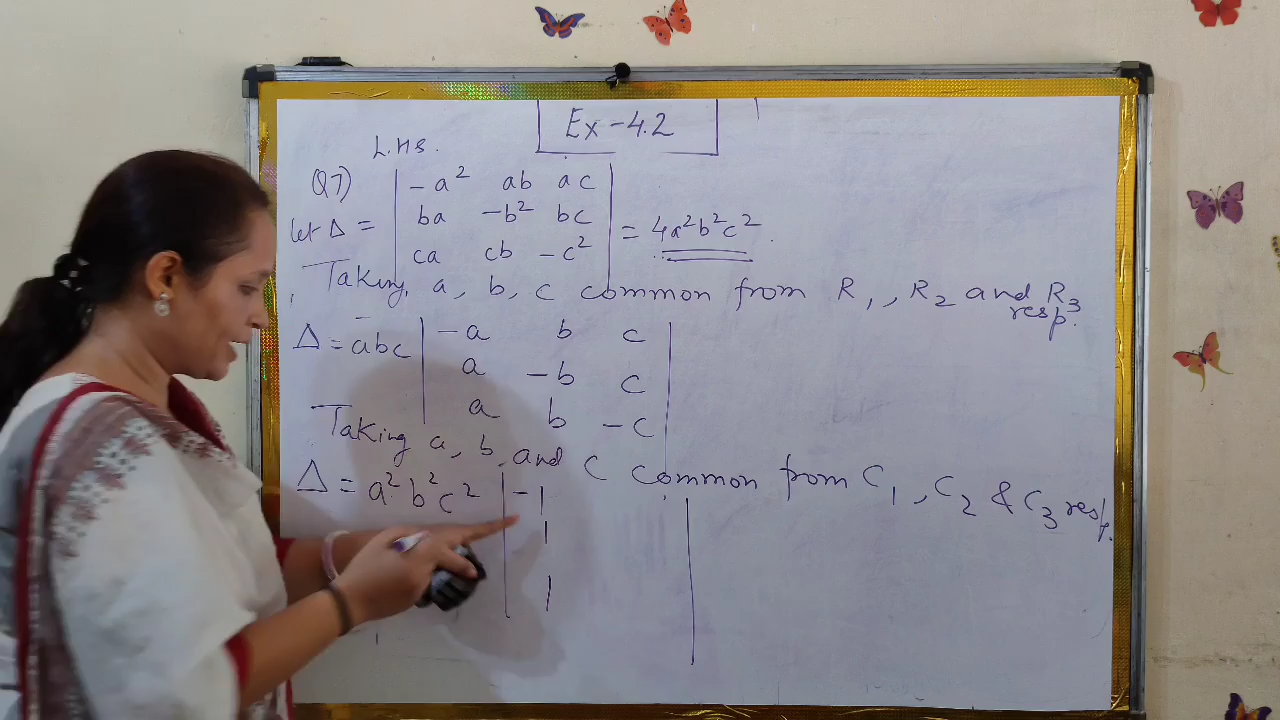 Ex - 4.2
L.H.S.
Q7)
let Δ = | -a² ab ac |
| ba -b² bc | = 4a²b²c².
| ca cb -c² |
Taking a, b, c common from R₁, R₂ and R₃ resp.
Δ = abc | -a b c |
| a -b c |
| a b -c |
Taking a, b and c common from C₁, C₂ & C₃ resp.
Δ = a²b²c² | -1
1
1 |